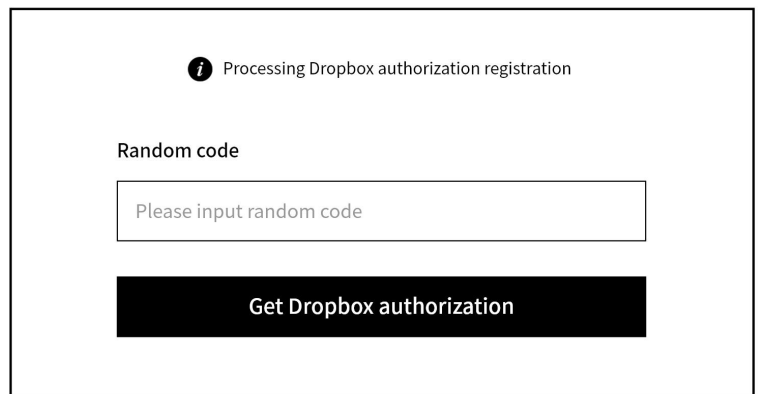 Processing Dropbox authorization registration
Random code
Please input random code
Get Dropbox authorization